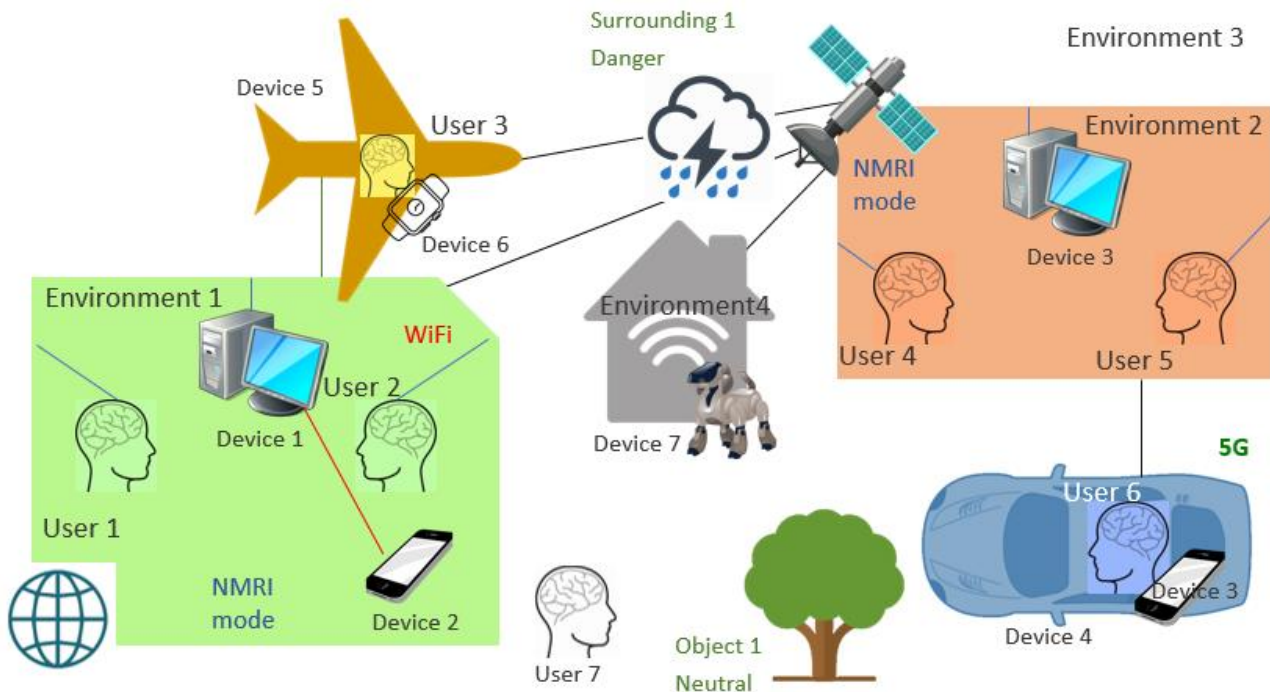 Surrounding 1
Danger
Environment 3
Device 5
User 3
Environment 2
NMRI
mode
Device 6
Device 3
Environment 1
Environment4
WiFi
User 4
User 5
User 2
Device 1
Device 7
5G
User 6
User 1
NMRI
mode
Device 2
Device 3
Device 4
Object 1
Neutral
User 7